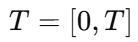 T = [0, T]